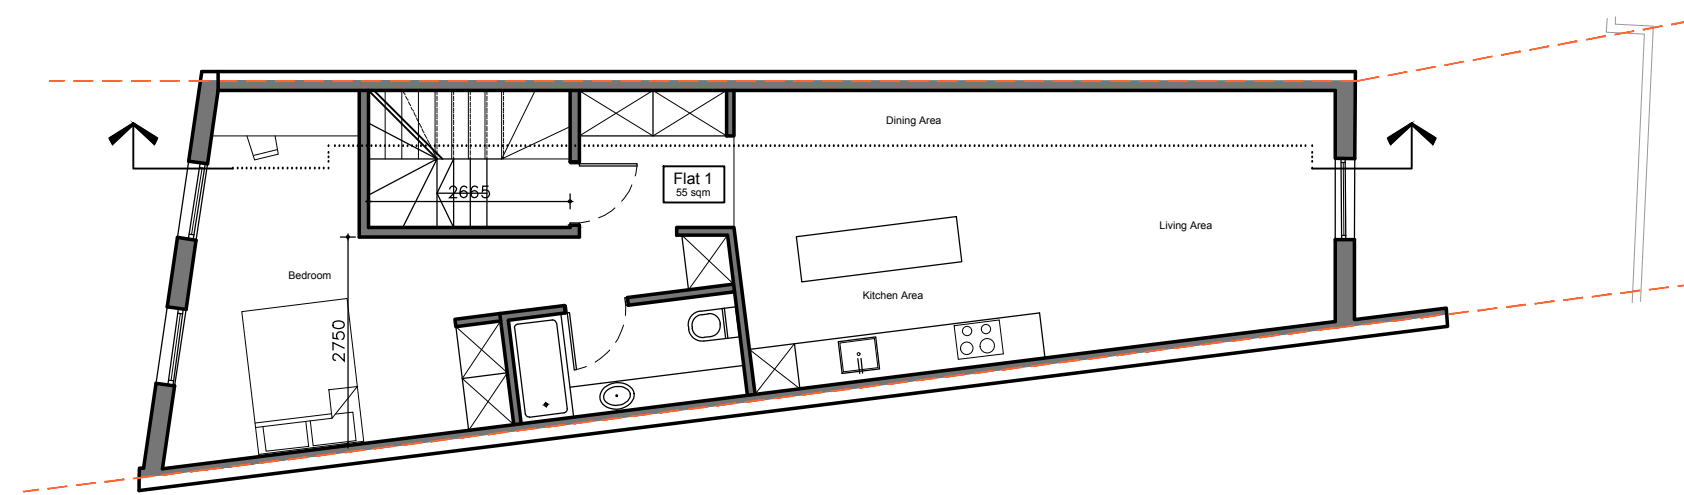 Dining Area
Flat 1
55 sqm
2665
Living Area
Bedroom
Kitchen Area
2750